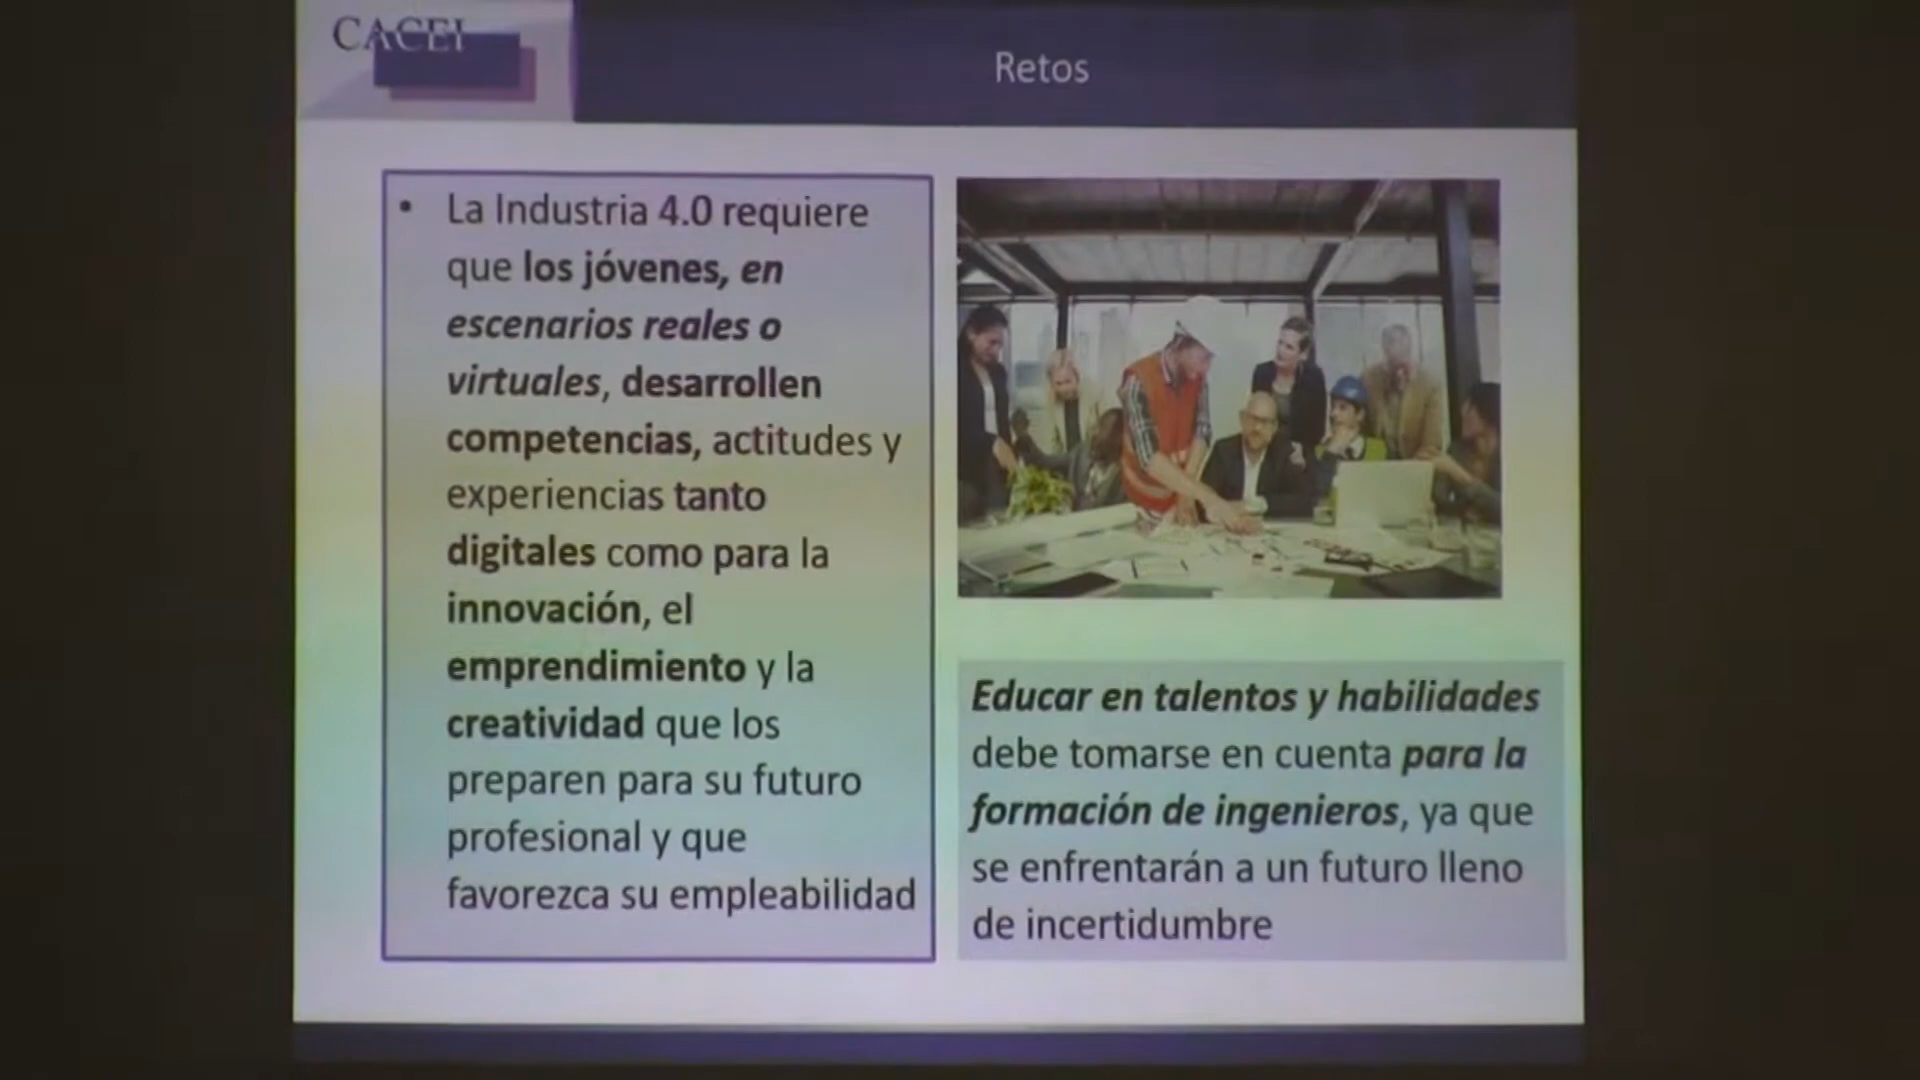 CACEI
Retos
• La Industria 4.0 requiere
que los jóvenes, en
escenarios reales o
virtuales, desarrollen
competencias, actitudes y
experiencias tanto
digitales como para la
innovación, el
emprendimiento y la
creatividad que los
preparen para su futuro
profesional y que
favorezca su empleabilidad
Educar en talentos y habilidades
debe tomarse en cuenta para la
formación de ingenieros, ya que
se enfrentarán a un futuro lleno
de incertidumbre